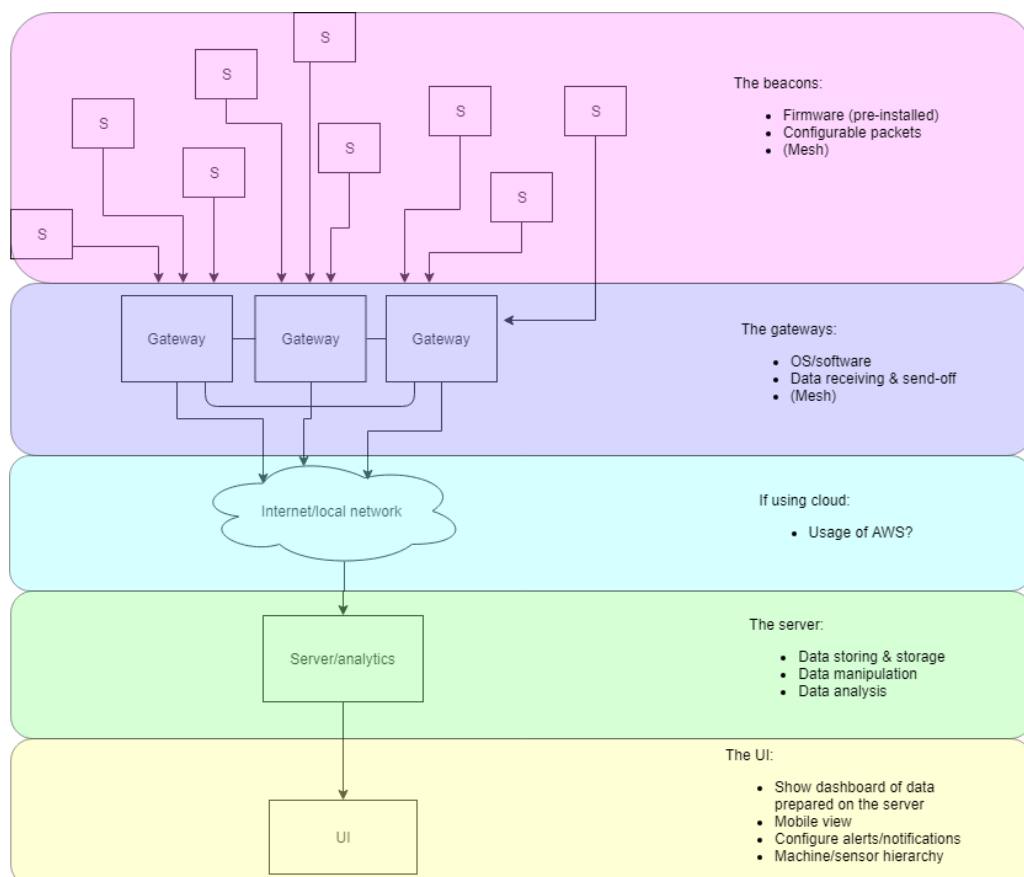 S
S
S
S
S
S
S
S
S
The beacons:
Firmware (pre-installed)
Configurable packets
(Mesh)
Gateway
Gateway
Gateway
The gateways:
OS/software
Data receiving & send-off
(Mesh)
Internet/local network
If using cloud:
Usage of AWS?
Server/analytics
The server:
Data storing & storage
Data manipulation
Data analysis
UI
The UI:
Show dashboard of data
prepared on the server
Mobile view
Configure alerts/notifications
Machine/sensor hierarchy